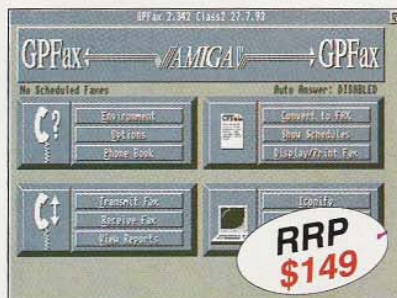 GPFax 2.342 Class2 27.7.92
GPFax AMIGA GPFax
No Scheduled Faxes Auto Answer: DISABLED
Environment
Options
Phone Book
Convert to FAX
Show Schedules
Display/Print Fax
Transmit Fax
Receive Fax
View Reports
Iconify
RRP
$149